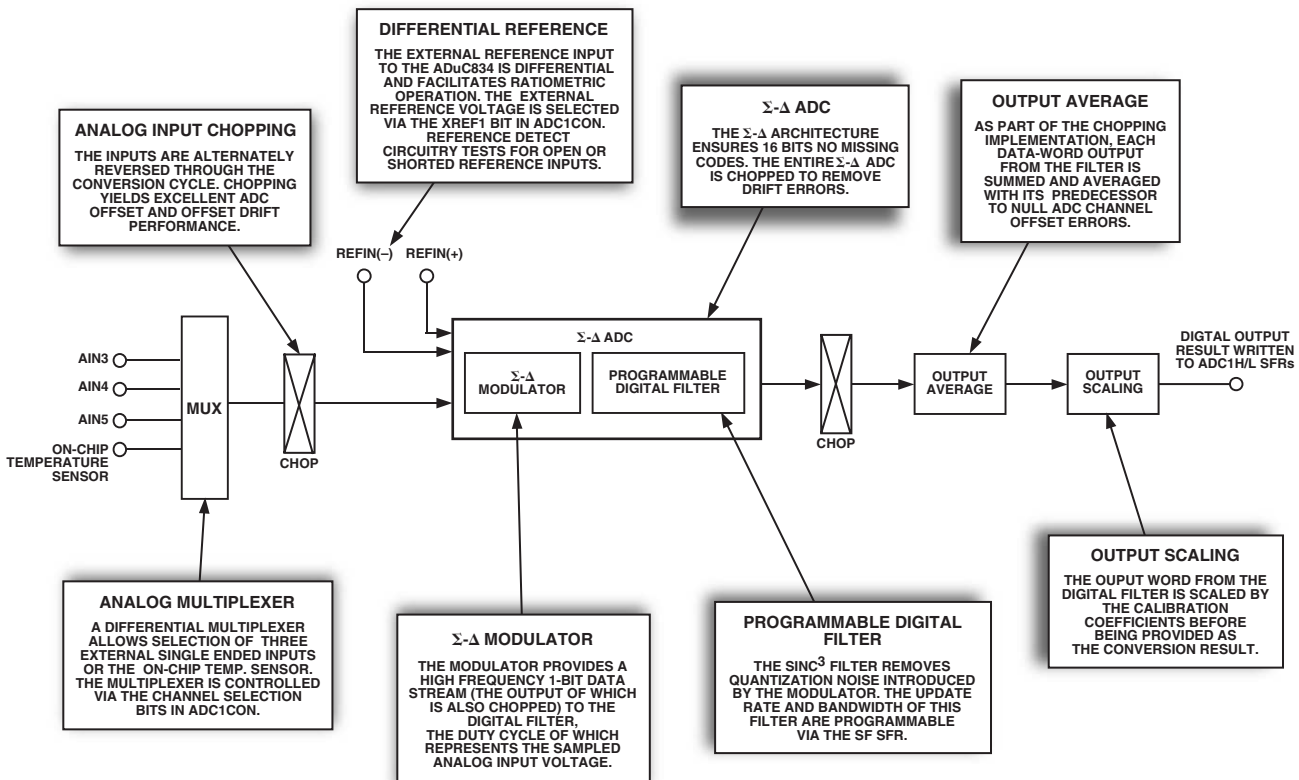 DIFFERENTIAL REFERENCE
THE EXTERNAL REFERENCE INPUT
TO THE ADuC834 IS DIFFERENTIAL
AND FACILITATES RATIOMETRIC
OPERATION. THE EXTERNAL
REFERENCE VOLTAGE IS SELECTED
VIA THE XREF1 BIT IN ADC1CON.
REFERENCE DETECT
CIRCUITRY TESTS FOR OPEN OR
SHORTED REFERENCE INPUTS.
ANALOG INPUT CHOPPING
THE INPUTS ARE ALTERNATELY
REVERSED THROUGH THE
CONVERSION CYCLE. CHOPPING
YIELDS EXCELLENT ADC
OFFSET AND OFFSET DRIFT
PERFORMANCE.
Σ-Δ ADC
THE Σ-Δ ARCHITECTURE
ENSURES 16 BITS NO MISSING
CODES. THE ENTIRE Σ-Δ ADC
IS CHOPPED TO REMOVE
DRIFT ERRORS.
OUTPUT AVERAGE
AS PART OF THE CHOPPING
IMPLEMENTATION, EACH
DATA-WORD OUTPUT
FROM THE FILTER IS
SUMMED AND AVERAGED
WITH ITS PREDECESSOR
TO NULL ADC CHANNEL
OFFSET ERRORS.
REFIN(–) REFIN(+)
AIN3
AIN4
AIN5
ON-CHIP
TEMPERATURE
SENSOR
MUX
CHOP
Σ-Δ ADC
Σ-Δ
MODULATOR
PROGRAMMABLE
DIGITAL FILTER
CHOP
OUTPUT
AVERAGE
OUTPUT
SCALING
DIGTAL OUTPUT
RESULT WRITTEN
TO ADC1H/L SFRs
ANALOG MULTIPLEXER
A DIFFERENTIAL MULTIPLEXER
ALLOWS SELECTION OF THREE
EXTERNAL SINGLE ENDED INPUTS
OR THE ON-CHIP TEMP. SENSOR.
THE MULTIPLEXER IS CONTROLLED
VIA THE CHANNEL SELECTION
BITS IN ADC1CON.
Σ-Δ MODULATOR
THE MODULATOR PROVIDES A
HIGH FREQUENCY 1-BIT DATA
STREAM (THE OUTPUT OF WHICH
IS ALSO CHOPPED) TO THE
DIGITAL FILTER,
THE DUTY CYCLE OF WHICH
REPRESENTS THE SAMPLED
ANALOG INPUT VOLTAGE.
PROGRAMMABLE DIGITAL
FILTER
THE SINC³ FILTER REMOVES
QUANTIZATION NOISE INTRODUCED
BY THE MODULATOR. THE UPDATE
RATE AND BANDWIDTH OF THIS
FILTER ARE PROGRAMMABLE
VIA THE SF SFR.
OUTPUT SCALING
THE OUPUT WORD FROM THE
DIGITAL FILTER IS SCALED BY
THE CALIBRATION
COEFFICIENTS BEFORE
BEING PROVIDED AS
THE CONVERSION RESULT.